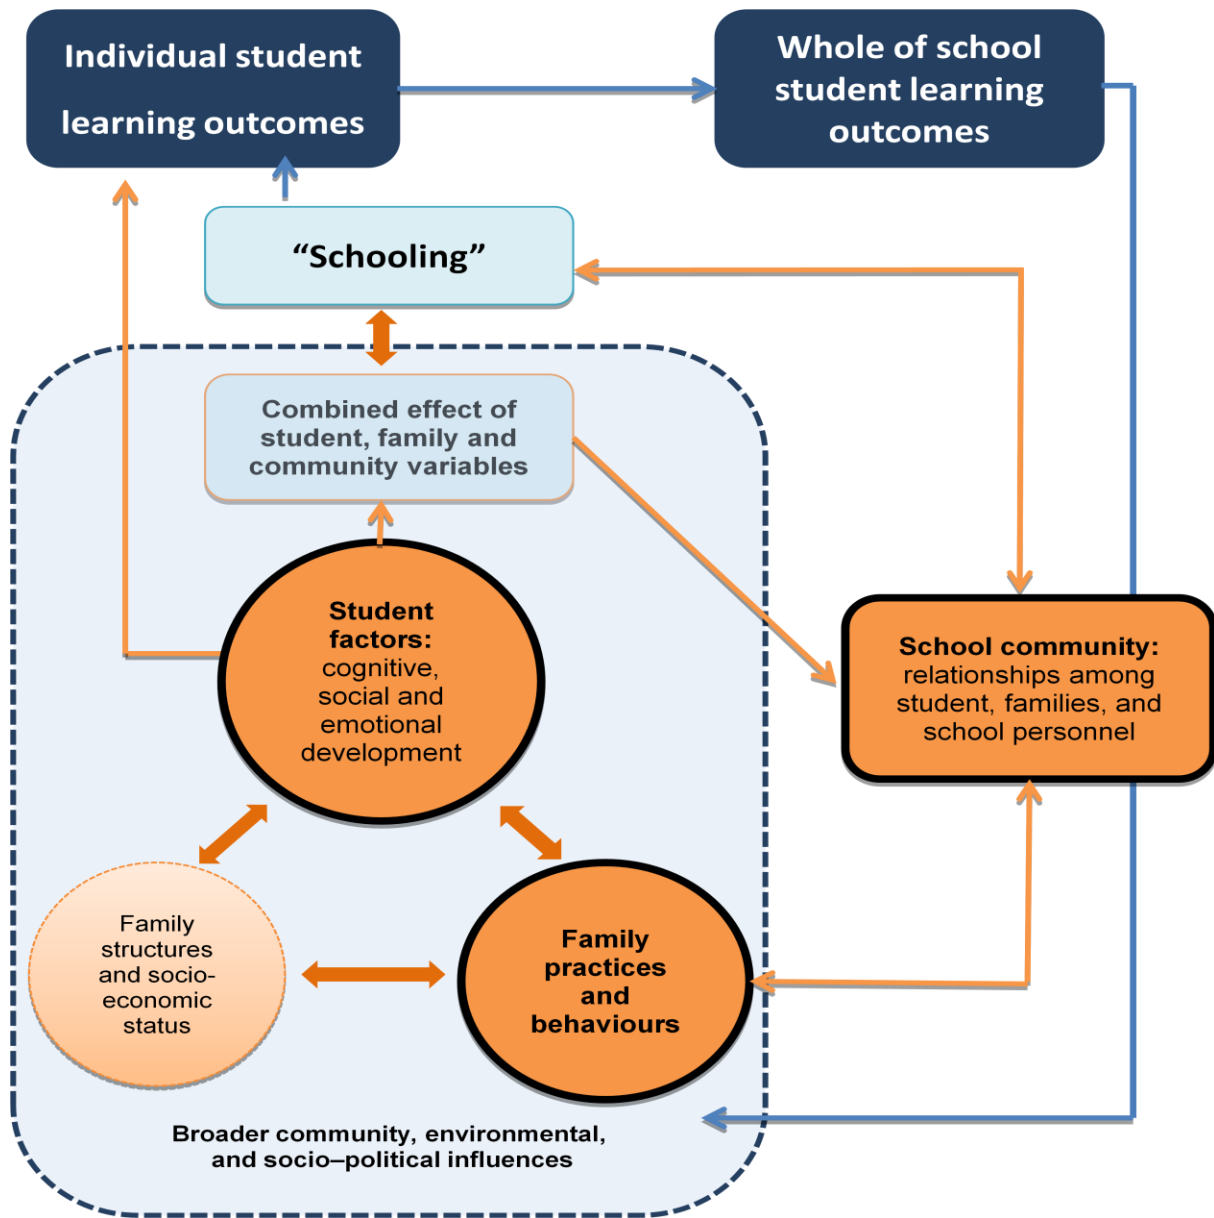 Individual student
learning outcomes
Whole of school
student learning
outcomes
“Schooling”
Combined effect of
student, family and
community variables
Student
factors:
cognitive,
social and
emotional
development
School community:
relationships among
student, families, and
school personnel
Family
structures
and socio-
economic
status
Family
practices
and
behaviours
Broader community, environmental,
and socio–political influences